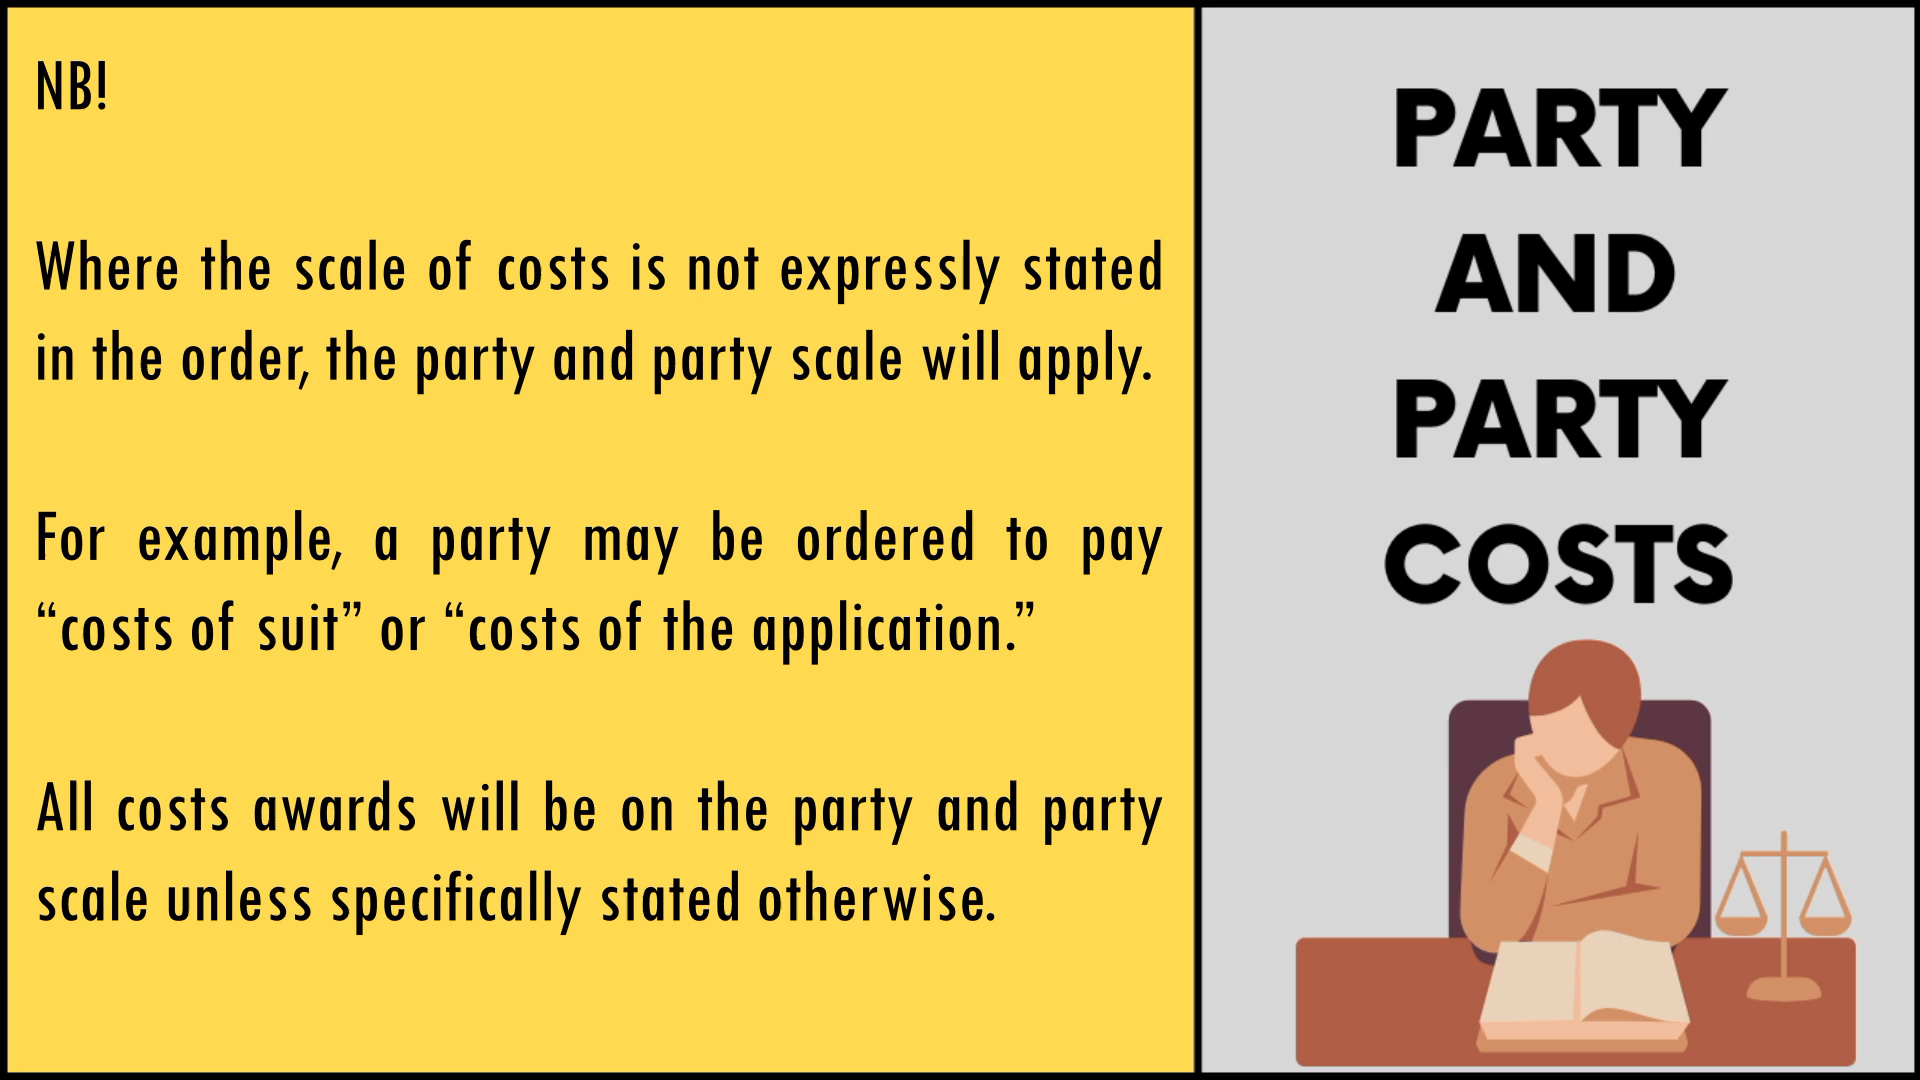 NB!
Where the scale of costs is not expressly stated
in the order, the party and party scale will apply.
For example, a party may be ordered to pay
“costs of suit” or “costs of the application.”
All costs awards will be on the party and party
scale unless specifically stated otherwise.
PARTY
AND
PARTY
COSTS